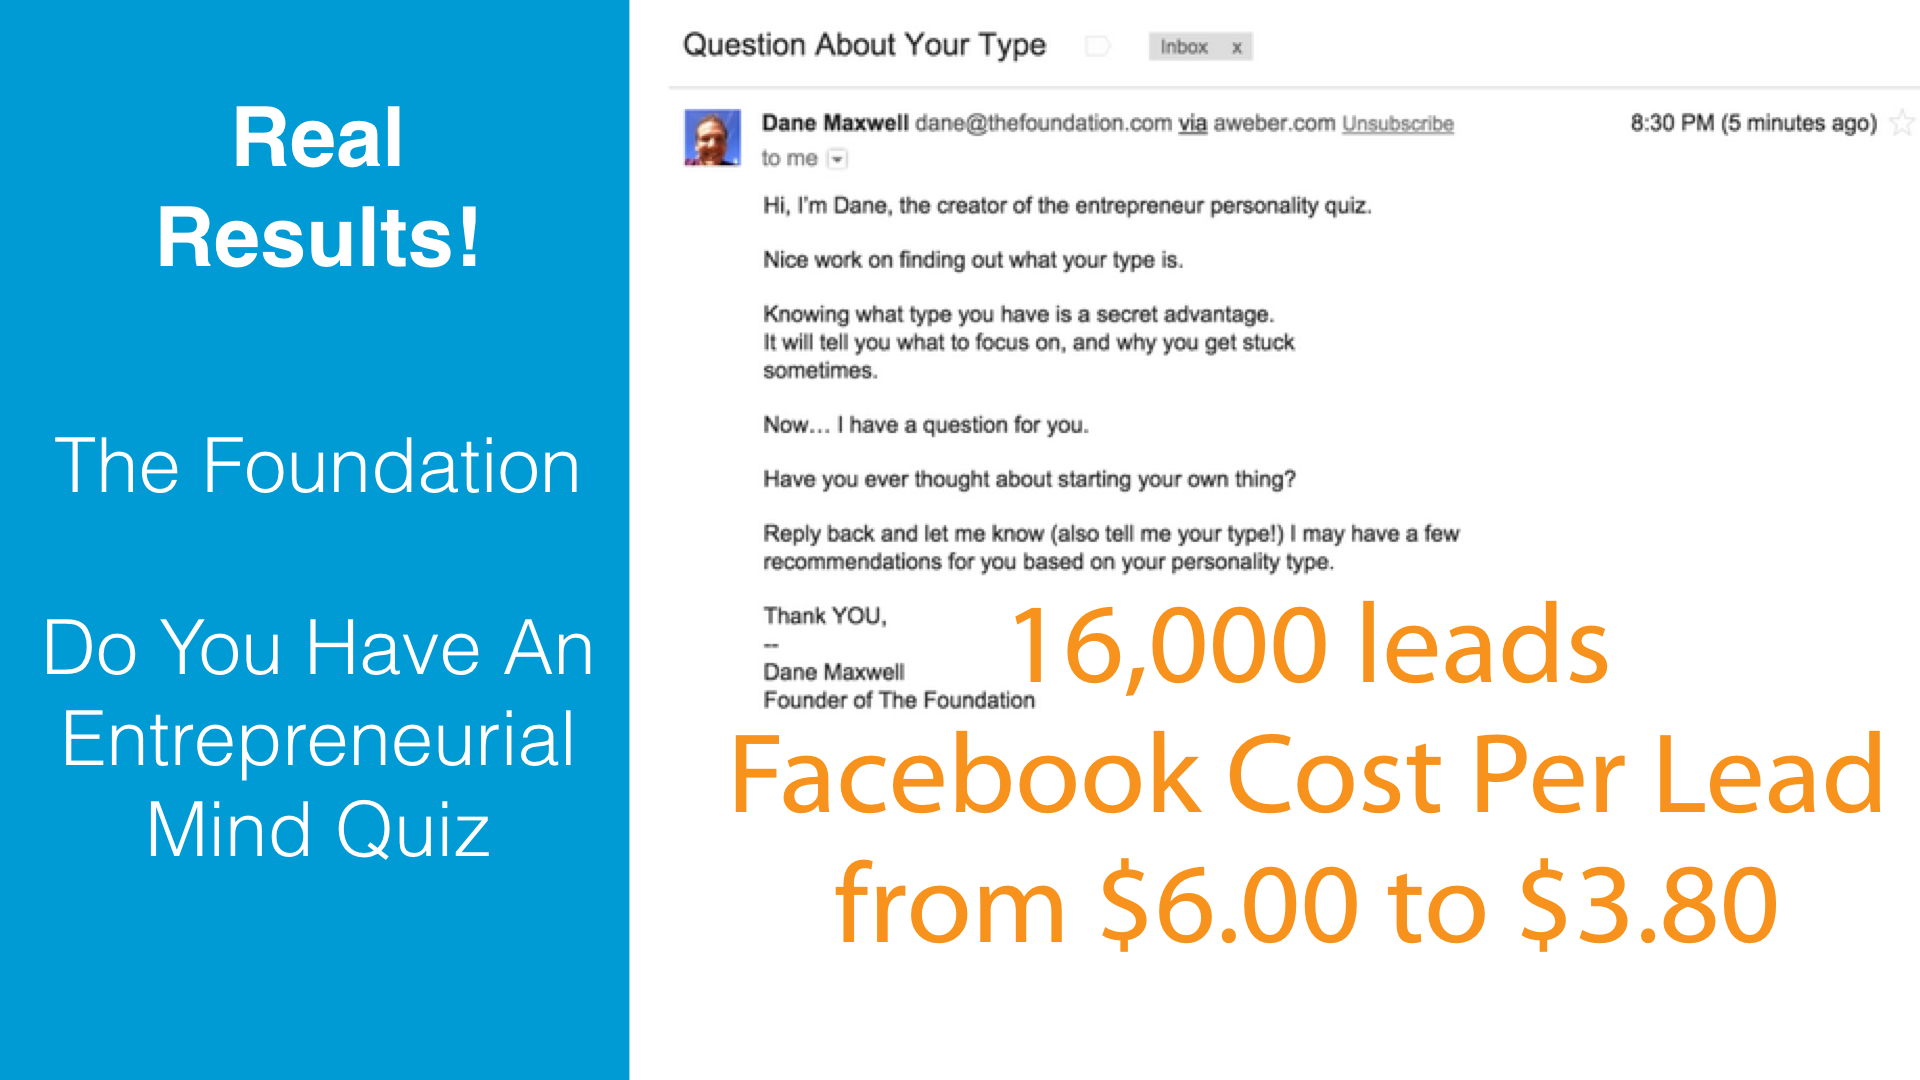 Real
Results!
The Foundation
Do You Have An
Entrepreneurial
Mind Quiz
Question About Your Type
Inbox x
Dane Maxwell dane@thefoundation.com via aweber.com Unsubscribe
8:30 PM (5 minutes ago)
to me
Hi, I'm Dane, the creator of the entrepreneur personality quiz.
Nice work on finding out what your type is.
Knowing what type you have is a secret advantage.
It will tell you what to focus on, and why you get stuck
sometimes.
Now... I have a question for you.
Have you ever thought about starting your own thing?
Reply back and let me know (also tell me your type!) I may have a few
recommendations for you based on your personality type.
Thank YOU,
--
Dane Maxwell
Founder of The Foundation
16,000 leads
Facebook Cost Per Lead
from $6.00 to $3.80